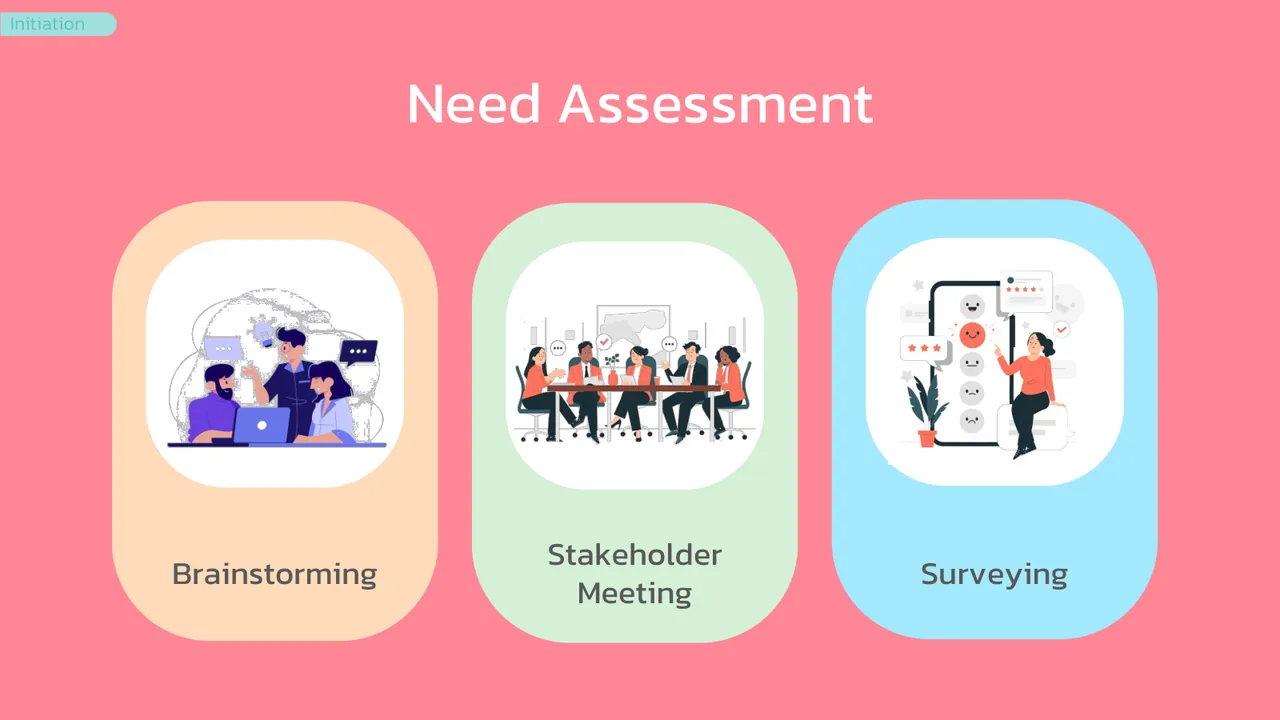 Initiation
Need Assessment
Brainstorming
Stakeholder
Meeting
Surveying